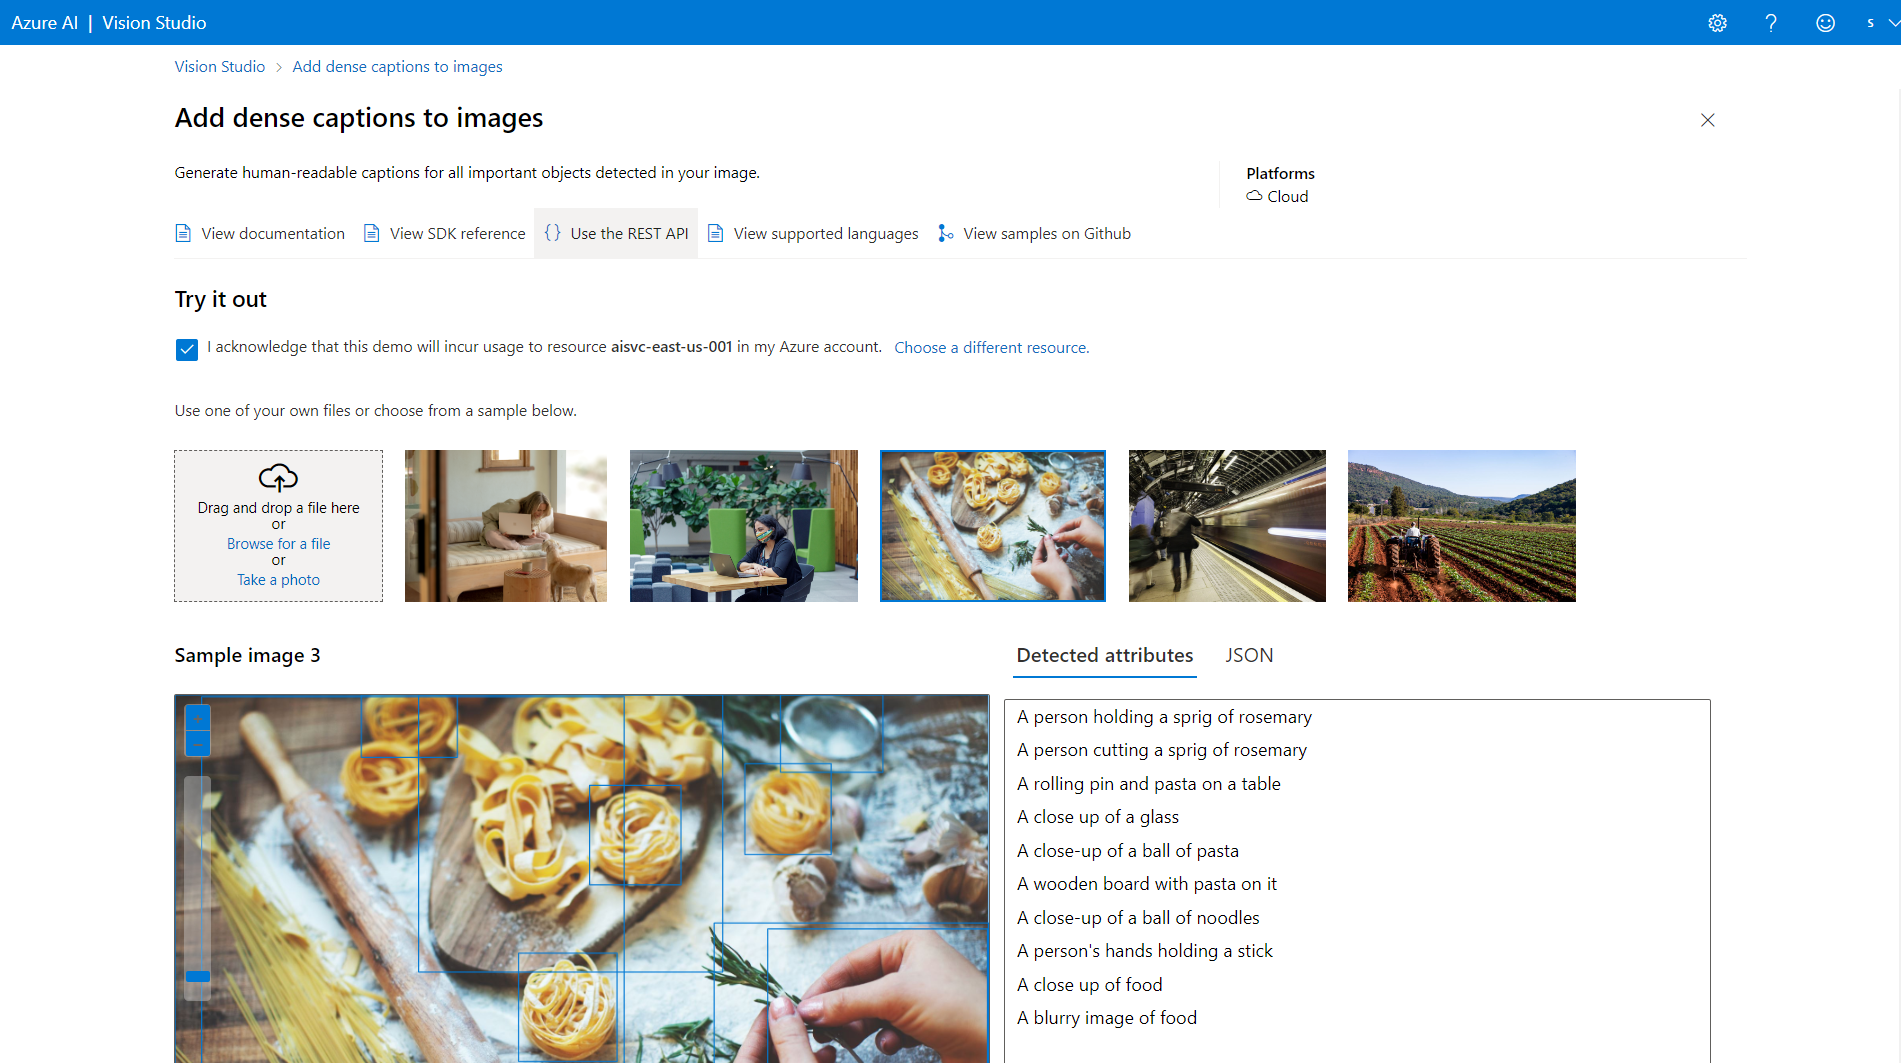 Azure AI | Vision Studio
s
Vision Studio > Add dense captions to images
Add dense captions to images
Generate human-readable captions for all important objects detected in your image.
Platforms
Cloud
View documentation
View SDK reference
{} Use the REST API
View supported languages
View samples on Github
Try it out
I acknowledge that this demo will incur usage to resource aisvc-east-us-001 in my Azure account. Choose a different resource.
Use one of your own files or choose from a sample below.
Drag and drop a file here
or
Browse for a file
or
Take a photo
Sample image 3
Detected attributes
JSON
A person holding a sprig of rosemary
A person cutting a sprig of rosemary
A rolling pin and pasta on a table
A close up of a glass
A close-up of a ball of pasta
A wooden board with pasta on it
A close-up of a ball of noodles
A person's hands holding a stick
A close up of food
A blurry image of food